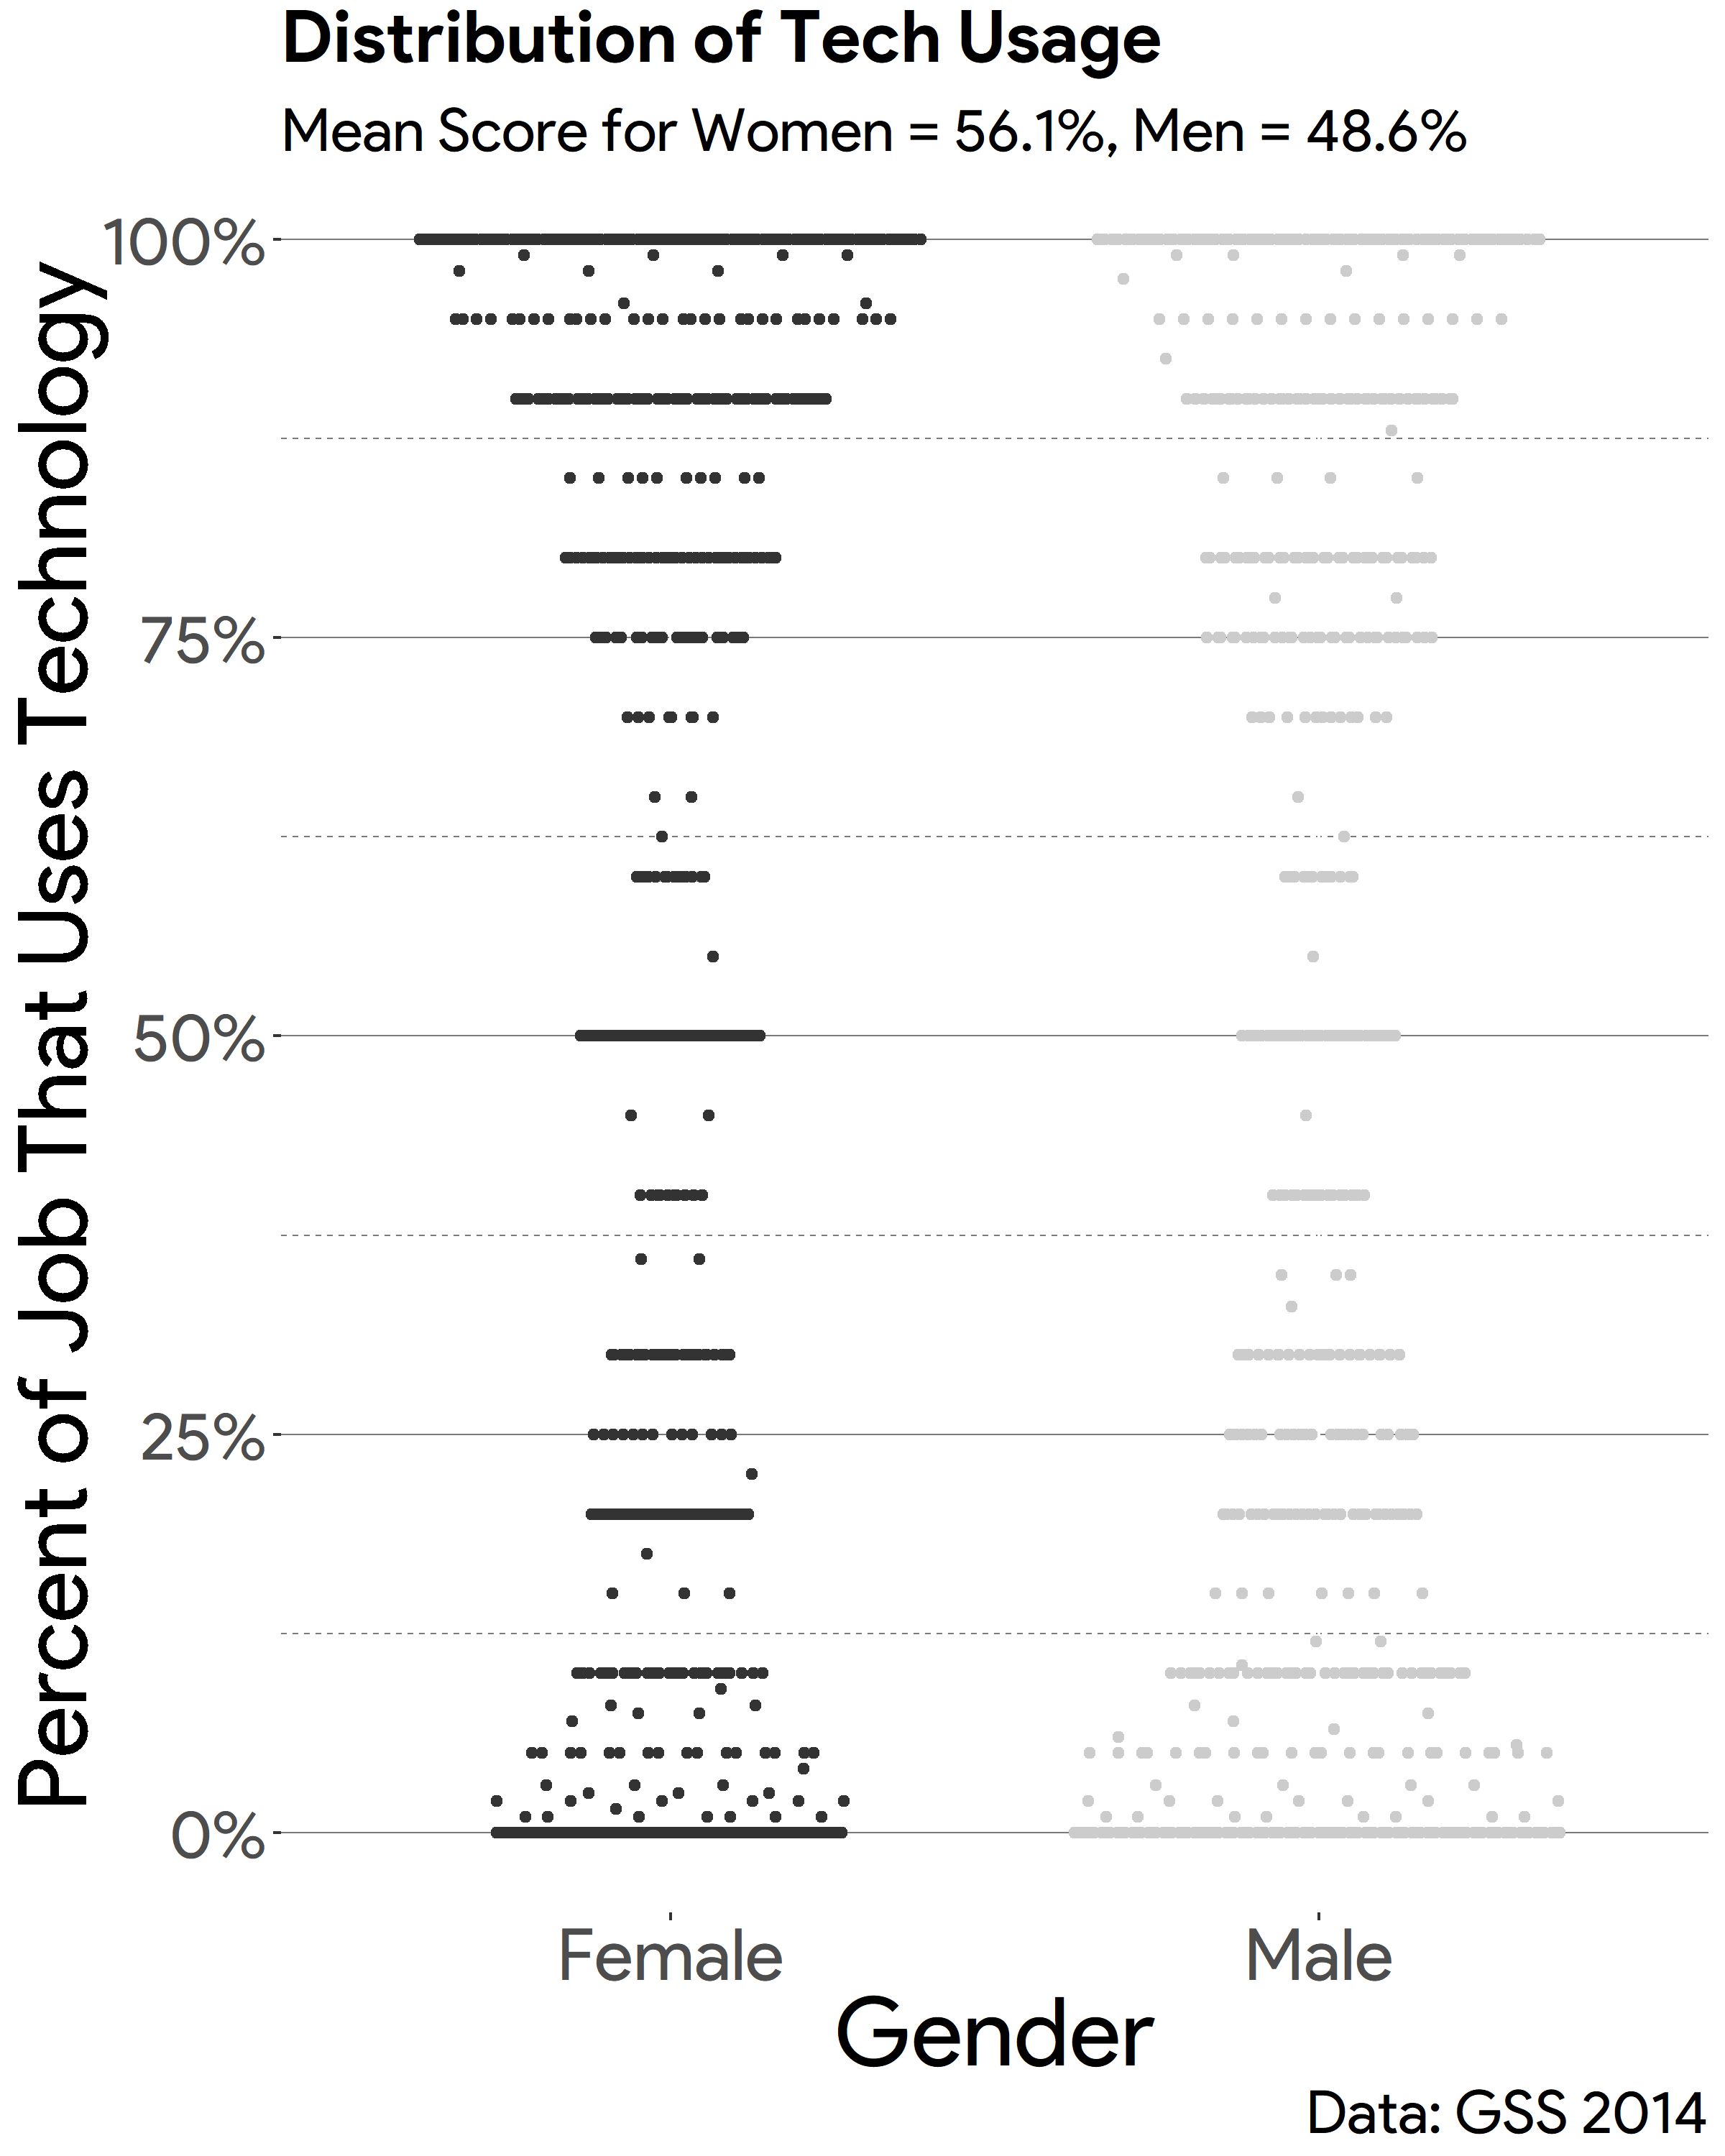 Distribution of Tech Usage
Mean Score for Women = 56.1%, Men = 48.6%
Percent of Job That Uses Technology
100%
75%
50%
25%
0%
Female Male
Gender
Data: GSS 2014